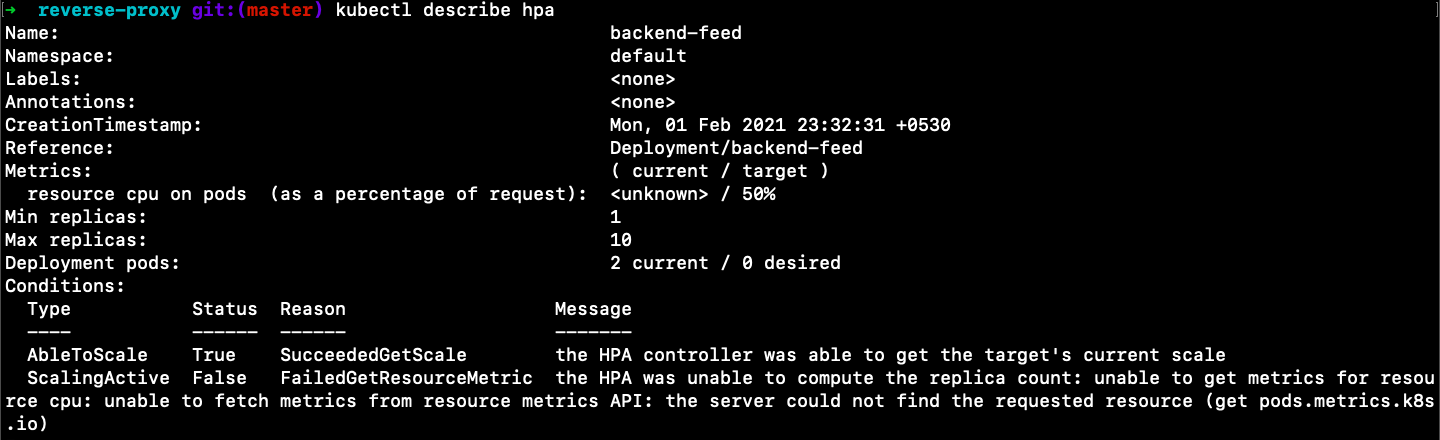 → reverse-proxy git:(master) kubectl describe hpa
Name: backend-feed
Namespace: default
Labels: <none>
Annotations: <none>
CreationTimestamp: Mon, 01 Feb 2021 23:32:31 +0530
Reference: Deployment/backend-feed
Metrics: ( current / target )
  resource cpu on pods  (as a percentage of request): <unknown> / 50%
Min replicas: 1
Max replicas: 10
Deployment pods: 2 current / 0 desired
Conditions:
  Type            Status  Reason                   Message
  ----            ------  ------                   -------
  AbleToScale     True    SucceededGetScale        the HPA controller was able to get the target's current scale
  ScalingActive  False   FailedGetResourceMetric  the HPA was unable to compute the replica count: unable to get metrics for resou
rce cpu: unable to fetch metrics from resource metrics API: the server could not find the requested resource (get pods.metrics.k8s
.io)